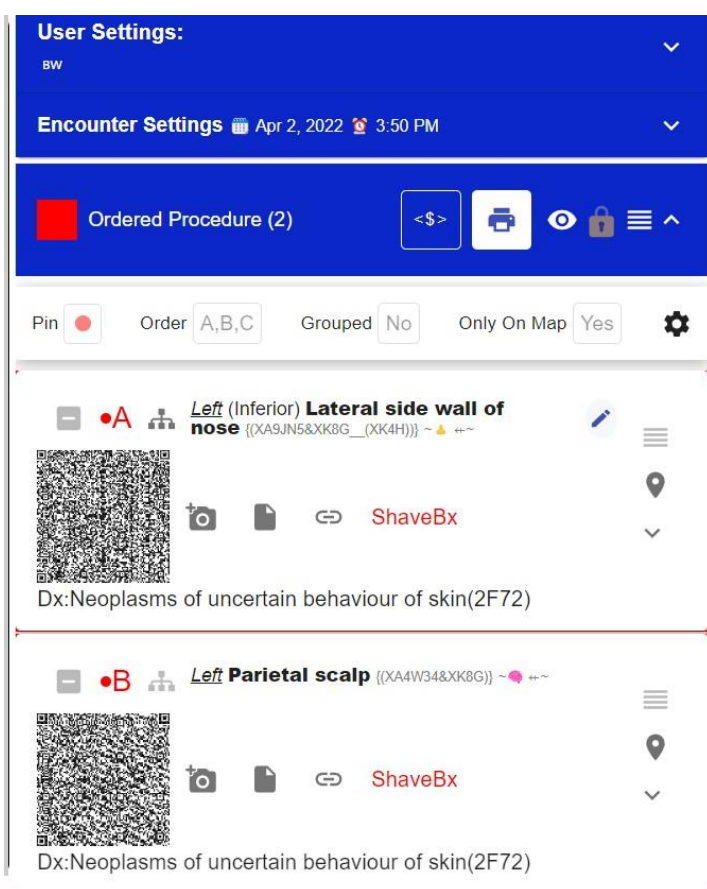 User Settings:
BW
Encounter Settings 🗓️ Apr 2, 2022 ⏰ 3:50 PM
Ordered Procedure (2) <$>
Pin Order A,B,C Grouped No Only On Map Yes
•A Left (Inferior) Lateral side wall of
nose {(XA9JN5&XK8G__(XK4H))} ~👃 ⇷~
ShaveBx
Dx:Neoplasms of uncertain behaviour of skin(2F72)
•B Left Parietal scalp {(XA4W34&XK8G)} ~🧠 ⇷~
ShaveBx
Dx:Neoplasms of uncertain behaviour of skin(2F72)